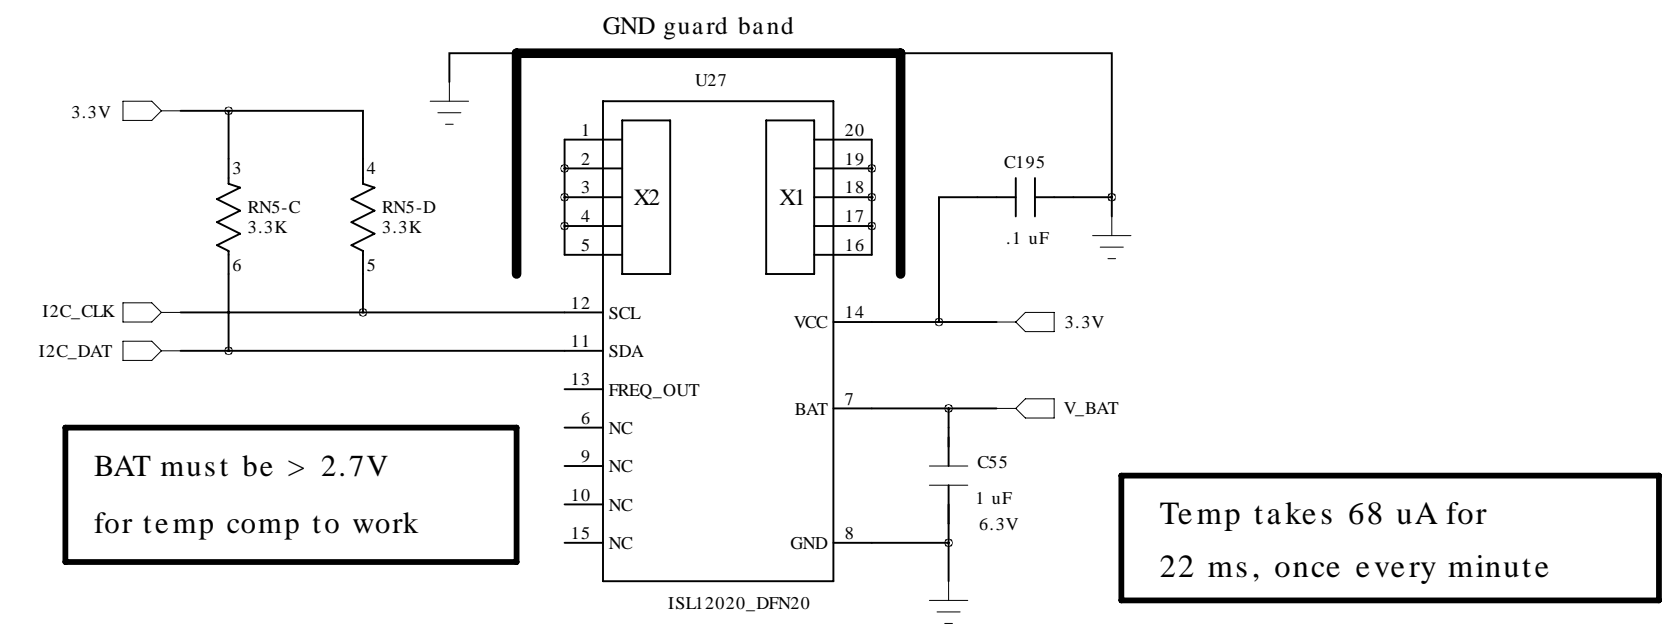 GND guard band
U27
3.3V
1
20
2
19
C195
3
4
3
18
RN5-C
RN5-D
X2
X1
3.3K
3.3K
4
17
.1 uF
5
16
6
5
I2C_CLK
12
SCL
VCC
14
3.3V
I2C_DAT
11
SDA
13
FREQ_OUT
BAT
7
V_BAT
6
NC
BAT must be > 2.7V
9
NC
C55
10
NC
1 uF
for temp comp to work
6.3V
Temp takes 68 uA for
15
NC
GND
8
22 ms, once every minute
ISL12020_DFN20